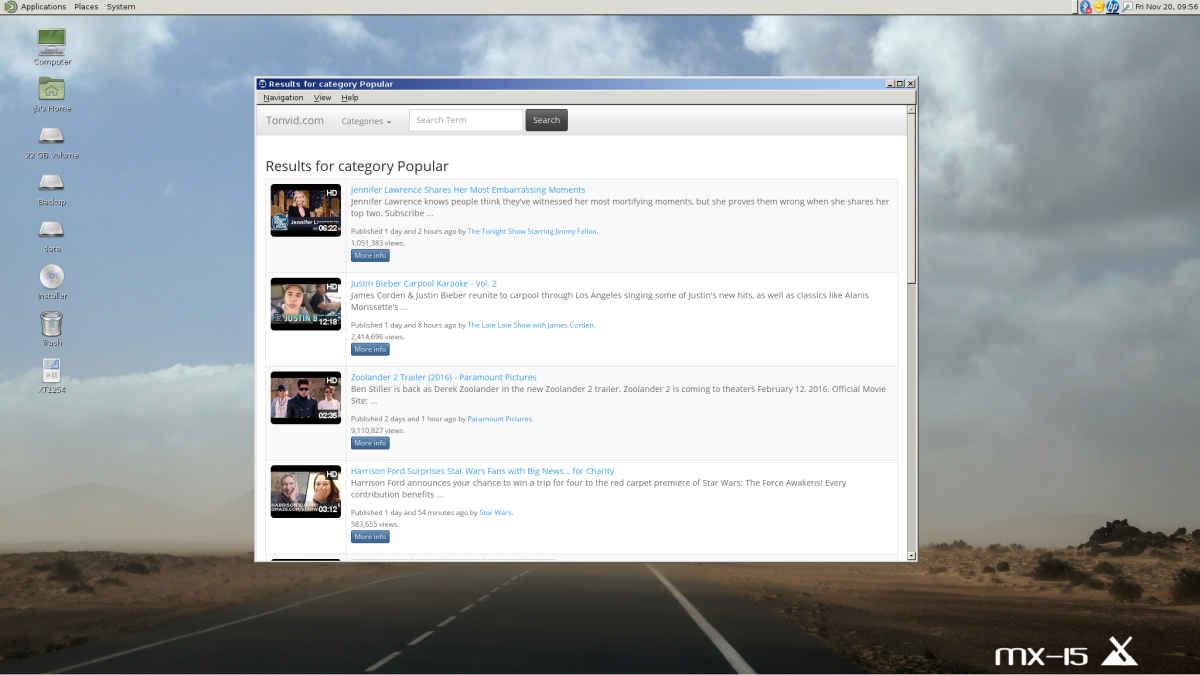 Applications Places System
Fri Nov 20, 09:56
Computer
22 GB Volume
Backup
data
Installer
Trash
Results for category Popular
Navigation View Help
Tonvid.com Categories Search Term Search
Results for category Popular
HD
06:22
Jennifer Lawrence Shares Her Most Embarrassing Moments
Jennifer Lawrence knows people think they've witnessed her most mortifying moments, but she proves them wrong when she shares her
top two. Subscribe ...
Published 1 day and 2 hours ago by The Tonight Show Starring Jimmy Fallon.
1,051,383 views.
More info
HD
JUSTIN B
12:18
Justin Bieber Carpool Karaoke - Vol. 2
James Corden & Justin Bieber reunite to carpool through Los Angeles singing some of Justin's new hits, as well as classics like Alanis
Morissette's ...
Published 1 day and 8 hours ago by The Late Late Show with James Corden.
2,414,696 views.
More info
HD
02:35
Zoolander 2 Trailer (2016) - Paramount Pictures
Ben Stiller is back as Derek Zoolander in the new Zoolander 2 trailer. Zoolander 2 is coming to theaters February 12, 2016. Official Movie
Site: ...
Published 2 days and 1 hour ago by Paramount Pictures.
9,110,827 views.
More info
HD
03:12
Harrison Ford Surprises Star Wars Fans with Big News... for Charity
Harrison Ford announces your chance to win a trip for four to the red carpet premiere of Star Wars: The Force Awakens! Every
contribution benefits ...
Published 1 day and 54 minutes ago by Star Wars.
583,655 views.
More info
mx-15